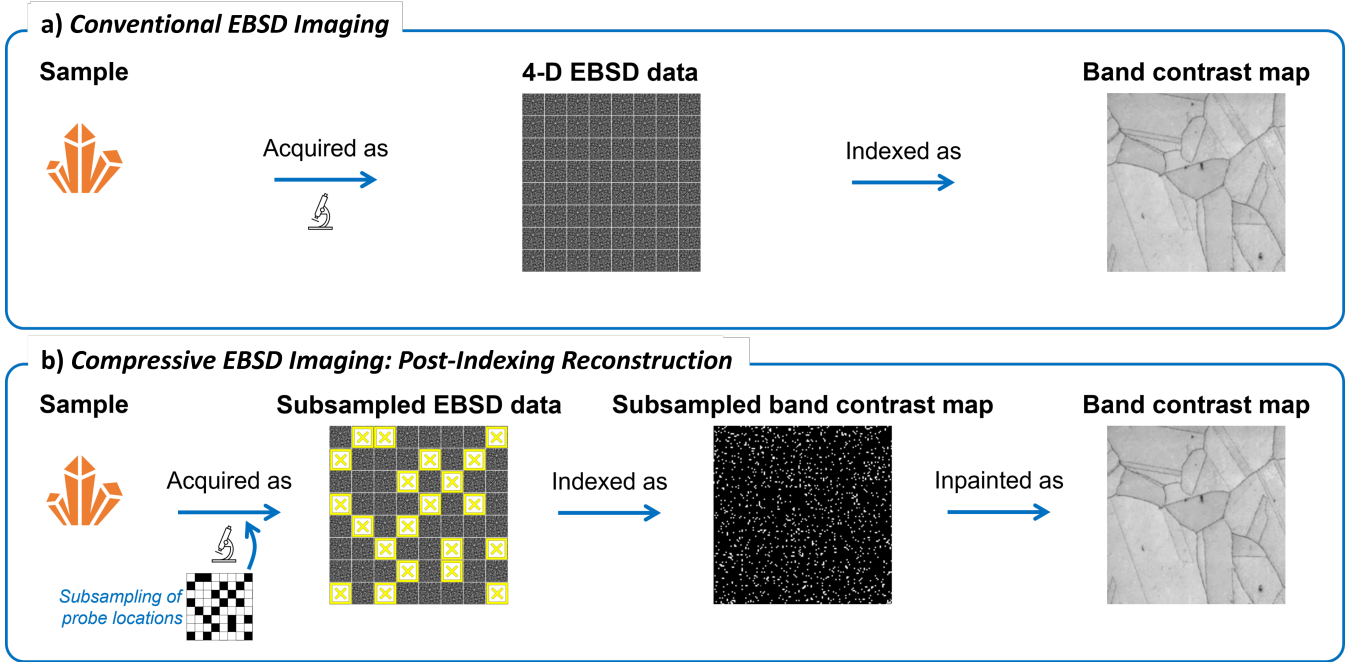 a) Conventional EBSD Imaging
Sample
4-D EBSD data
Band contrast map
Acquired as
Indexed as
b) Compressive EBSD Imaging: Post-Indexing Reconstruction
Sample
Subsampled EBSD data
Subsampled band contrast map
Band contrast map
Acquired as
Indexed as
Inpainted as
Subsampling of
probe locations